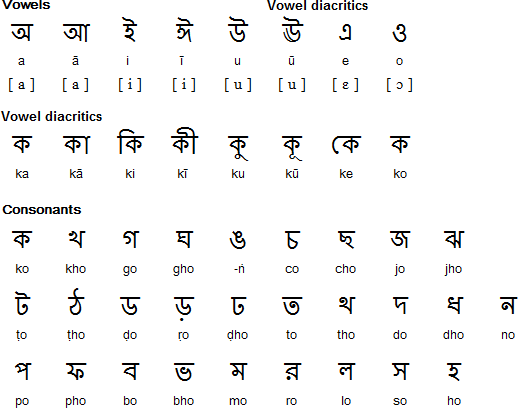 Vowels Vowel diacritics
অ আ ই ঈ উ ঊ এ ও
a ā i ī u ū e o
[ a ] [ a ] [ i ] [ i ] [ u ] [ u ] [ ɛ ] [ ɔ ]
Vowel diacritics
ক কা কি কী কু কূ কে ক
ka kā ki kī ku kū ke ko
Consonants
ক খ গ ঘ ঙ চ ছ জ ঝ
ko kho go gho -ṅ co cho jo jho
ট ঠ ড ড় ঢ ত থ দ ধ ন
ṭo ṭho ḍo ṛo ḍho to tho do dho no
প ফ ব ভ ম র ল স হ
po pho bo bho mo ro lo so ho